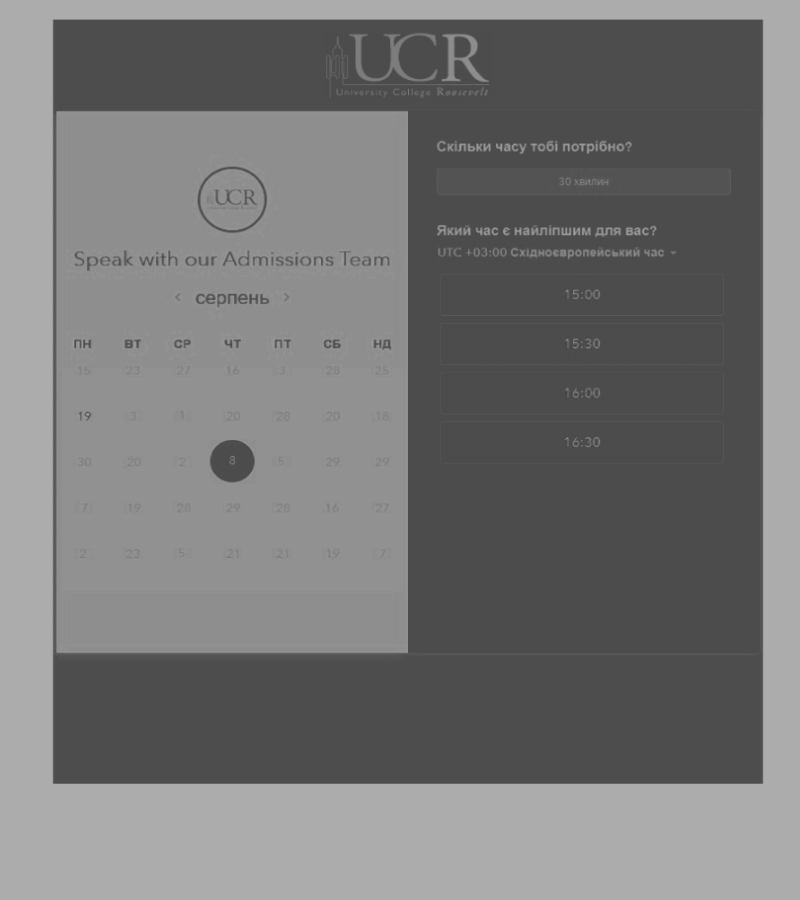 UCR
University College Roosevelt
UCR
Speak with our Admissions Team
< серпень >
ПН ВТ СР ЧТ ПТ СБ НД
15 23 27 16 3 28 25
19 3 1 20 28 20 16
30 20 2 8 5 29 29
7 19 28 29 28 16 27
2 23 5 21 21 19 7
Скільки часу тобі потрібно?
30 хвилин
Який час є найліпшим для вас?
UTC +03:00 Східноєвропейський час
15:00
15:30
16:00
16:30